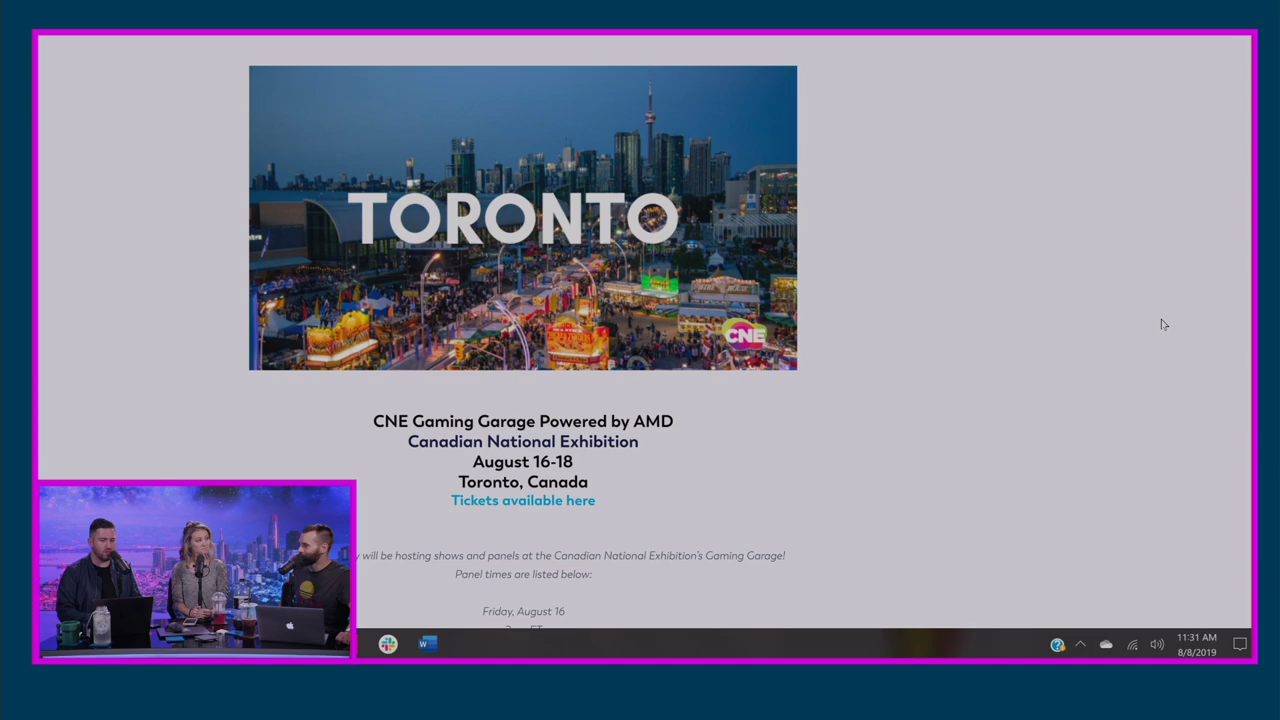 TORONTO
CNE
CNE Gaming Garage Powered by AMD
Canadian National Exhibition
August 16-18
Toronto, Canada
Tickets available here
will be hosting shows and panels at the Canadian National Exhibition's Gaming Garage!
Panel times are listed below:
Friday, August 16
11:31 AM
8/8/2019